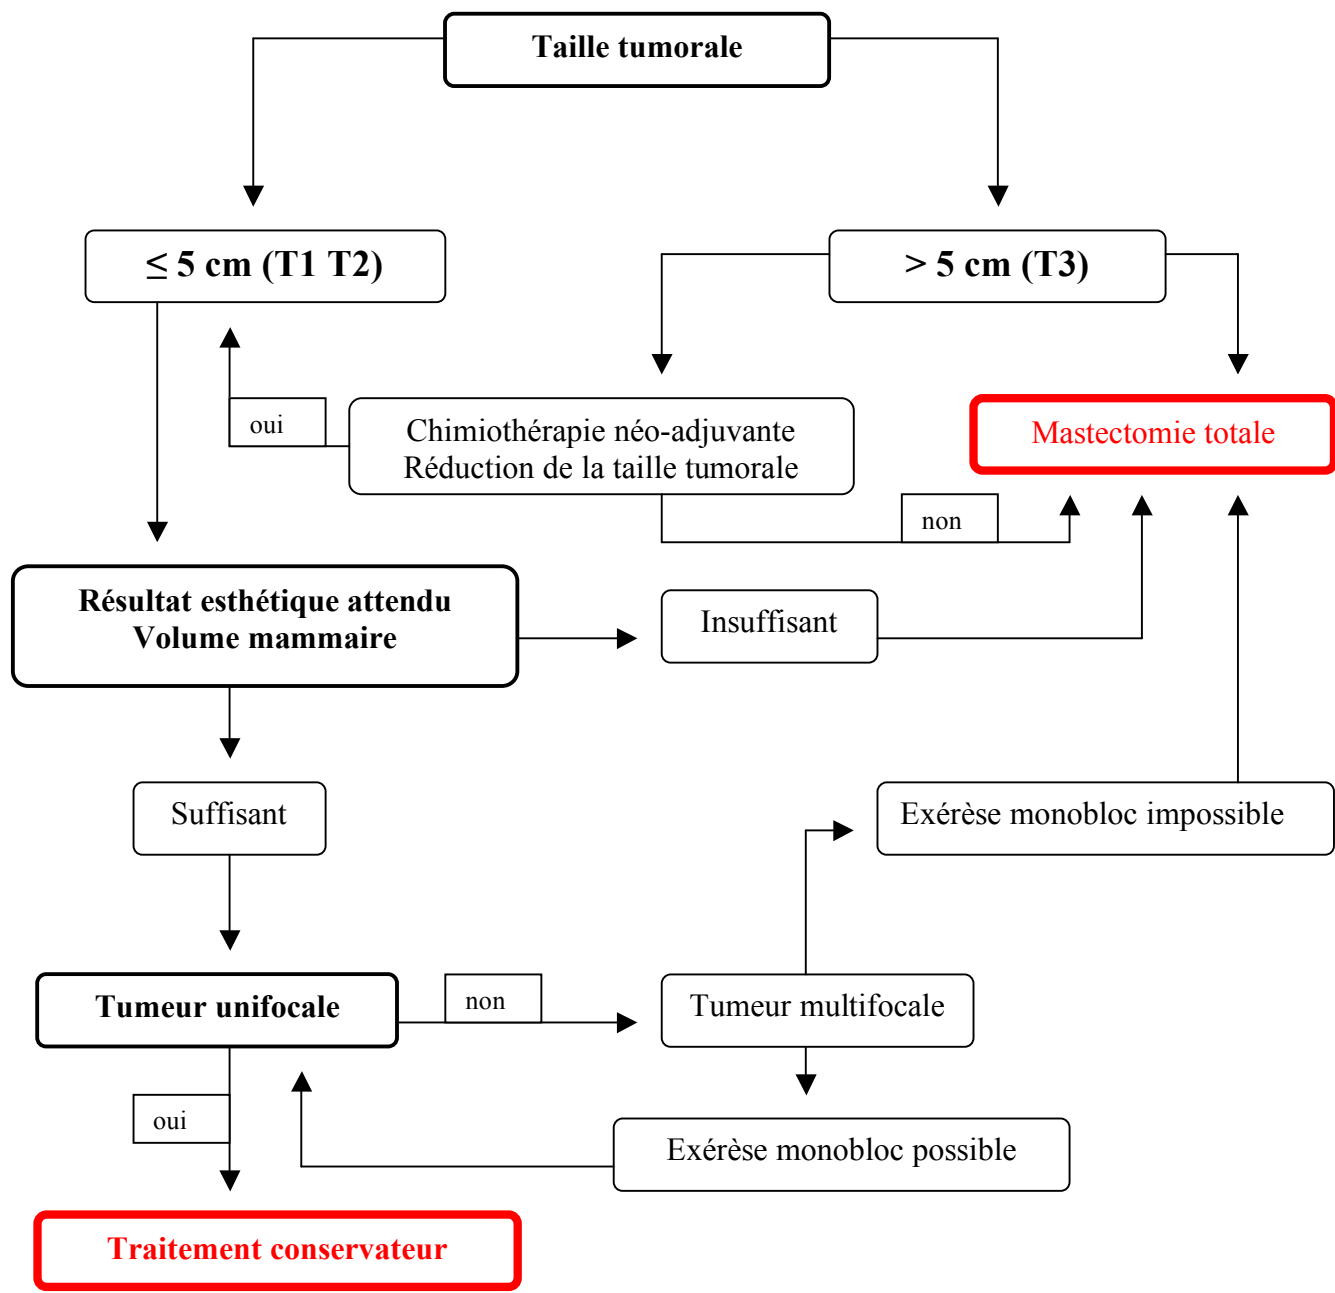 Taille tumorale
≤ 5 cm (T1 T2)
> 5 cm (T3)
oui
Chimiothérapie néo-adjuvante
Réduction de la taille tumorale
Mastectomie totale
non
Résultat esthétique attendu
Volume mammaire
Insuffisant
Suffisant
Exérèse monobloc impossible
Tumeur unifocale
non
Tumeur multifocale
oui
Exérèse monobloc possible
Traitement conservateur